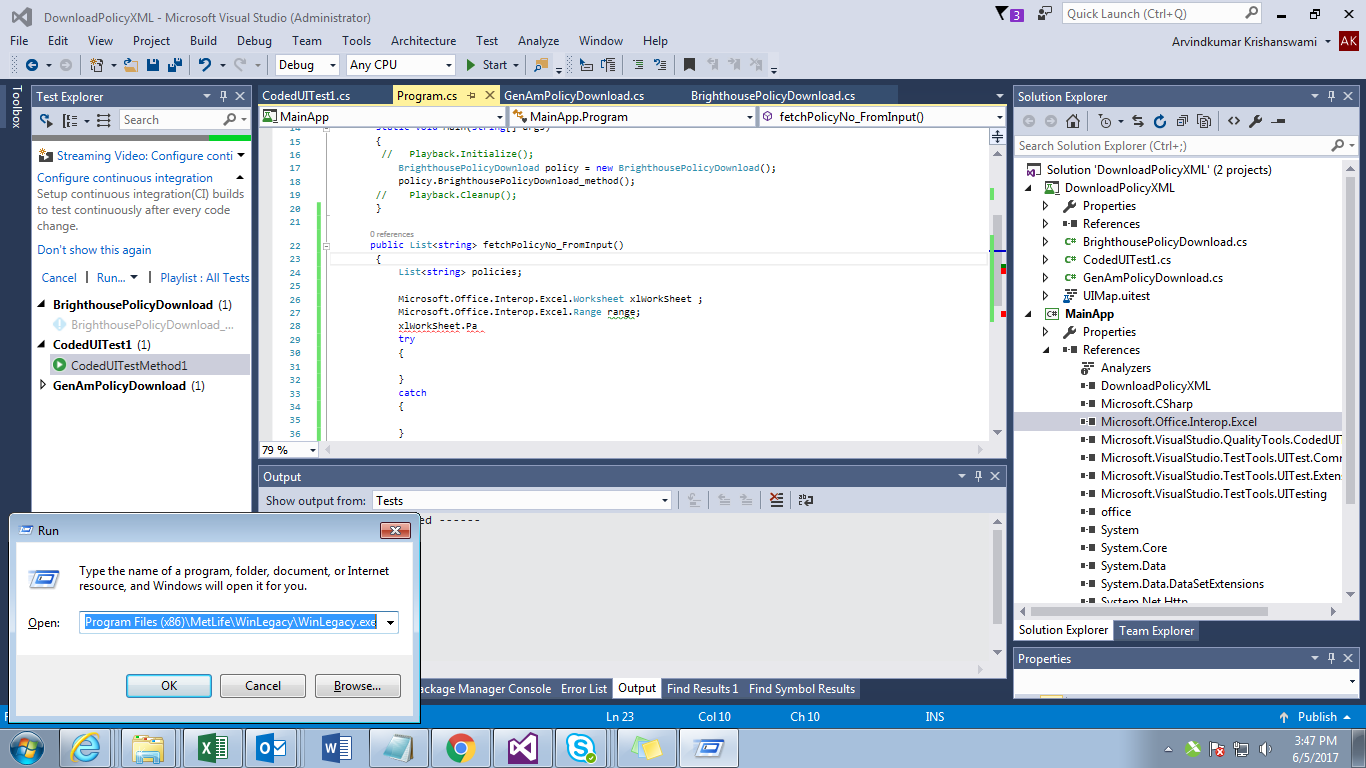 DownloadPolicyXML - Microsoft Visual Studio (Administrator)
3
Quick Launch (Ctrl+Q)
File Edit View Project Build Debug Team Tools Architecture Test Analyze Window Help
Arvindkumar Krishanswami AK
Debug Any CPU Start
Toolbox
Test Explorer
Search
Streaming Video: Configure conti
Configure continuous integration
Setup continuous integration(CI) builds
to test continuously after every code
change.
Don't show this again
Cancel Run... Playlist : All Tests
BrighthousePolicyDownload (1)
BrighthousePolicyDownload_...
CodedUITest1 (1)
CodedUITestMethod1
GenAmPolicyDownload (1)
CodedUITest1.cs Program.cs GenAmPolicyDownload.cs BrighthousePolicyDownload.cs
MainApp MainApp.Program fetchPolicyNo_FromInput()
14 static void Main(string[] args)
15 {
16 // Playback.Initialize();
17 BrighthousePolicyDownload policy = new BrighthousePolicyDownload();
18 policy.BrighthousePolicyDownload_method();
19 // Playback.Cleanup();
20 }
21
0 references
22 public List<string> fetchPolicyNo_FromInput()
23 {
24 List<string> policies;
25
26 Microsoft.Office.Interop.Excel.Worksheet xlWorkSheet ;
27 Microsoft.Office.Interop.Excel.Range range;
28 xlWorkSheet.Pa
29 try
30 {
31
32 }
33 catch
34 {
35
36 }
79 %
Output
Show output from: Tests
ed ------
Package Manager Console Error List Output Find Results 1 Find Symbol Results
Solution Explorer
Search Solution Explorer (Ctrl+;)
Solution 'DownloadPolicyXML' (2 projects)
DownloadPolicyXML
Properties
References
BrighthousePolicyDownload.cs
CodedUITest1.cs
GenAmPolicyDownload.cs
UIMap.uitest
MainApp
Properties
References
Analyzers
DownloadPolicyXML
Microsoft.CSharp
Microsoft.Office.Interop.Excel
Microsoft.VisualStudio.QualityTools.CodedUIT
Microsoft.VisualStudio.TestTools.UITest.Comm
Microsoft.VisualStudio.TestTools.UITest.Extens
Microsoft.VisualStudio.TestTools.UITesting
office
System
System.Core
System.Data
System.Data.DataSetExtensions
System.Net.Http
Solution Explorer Team Explorer
Properties
Run
Type the name of a program, folder, document, or Internet
resource, and Windows will open it for you.
Open: Program Files (x86)\MetLife\WinLegacy\WinLegacy.exe
OK Cancel Browse...
Ln 23 Col 10 Ch 10 INS Publish
3:47 PM
6/5/2017